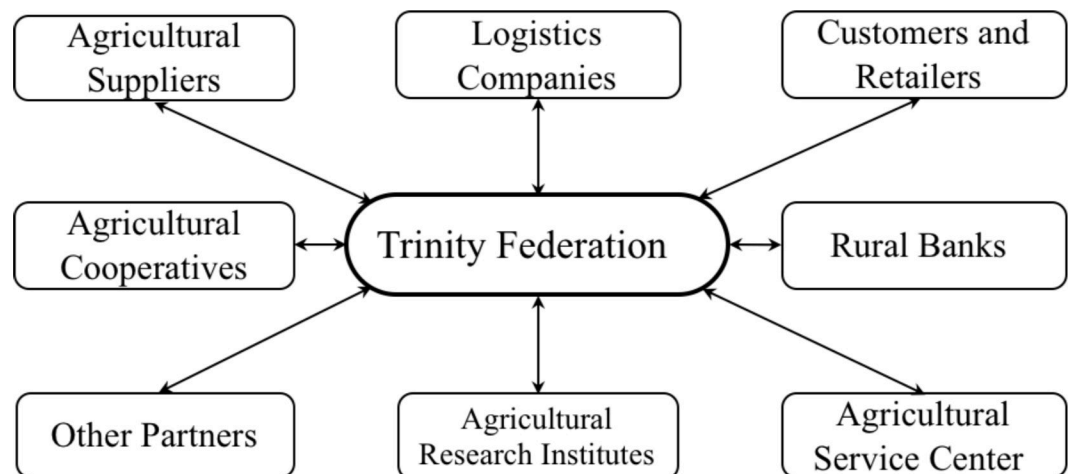 Agricultural
Suppliers
Logistics
Companies
Customers and
Retailers
Agricultural
Cooperatives
Trinity Federation
Rural Banks
Other Partners
Agricultural
Research Institutes
Agricultural
Service Center